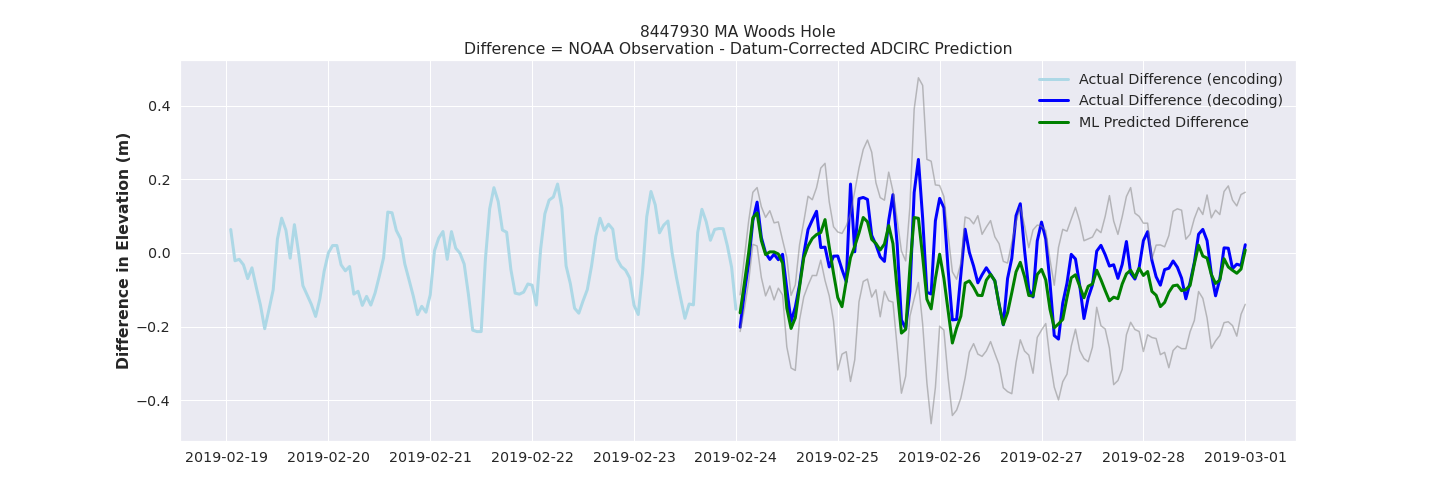 8447930 MA Woods Hole
Difference = NOAA Observation - Datum-Corrected ADCIRC Prediction
Actual Difference (encoding)
Actual Difference (decoding)
ML Predicted Difference
Difference in Elevation (m)
0.4
0.2
0.0
−0.2
−0.4
2019-02-19 2019-02-20 2019-02-21 2019-02-22 2019-02-23 2019-02-24 2019-02-25 2019-02-26 2019-02-27 2019-02-28 2019-03-01